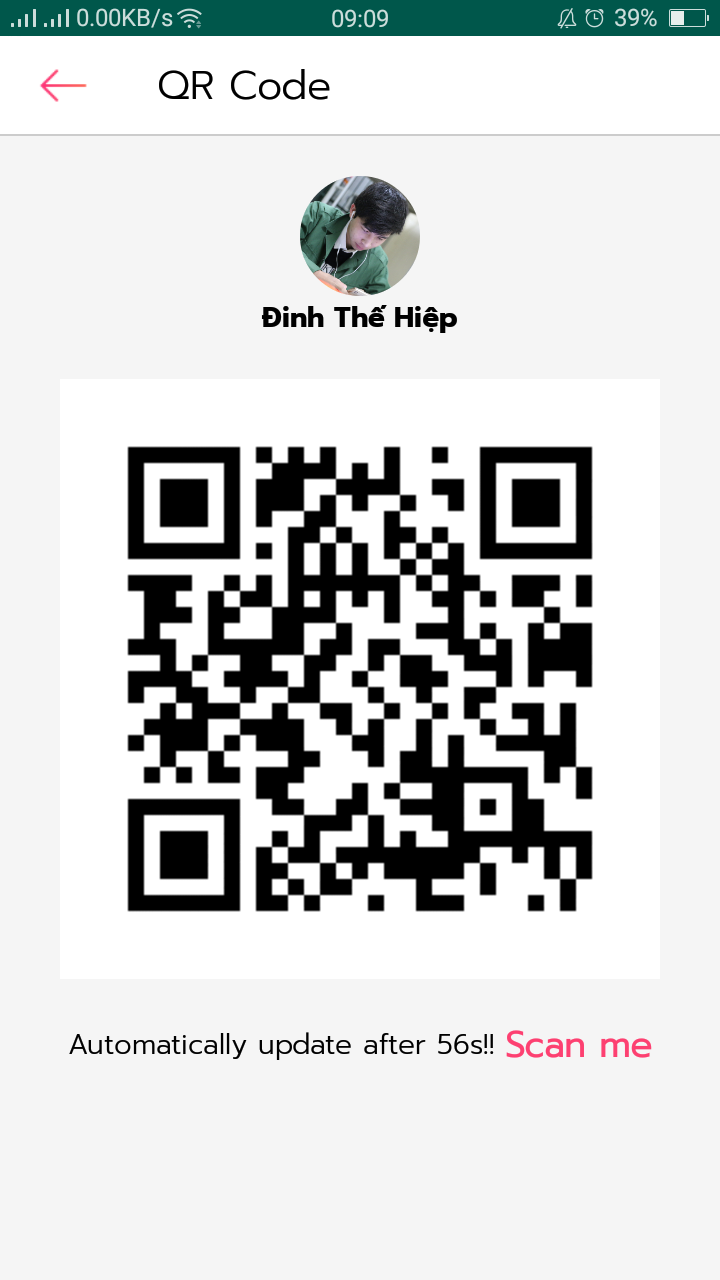 0.00KB/s 09:09 39%
QR Code
Đinh Thế Hiệp
Automatically update after 56s!! Scan me